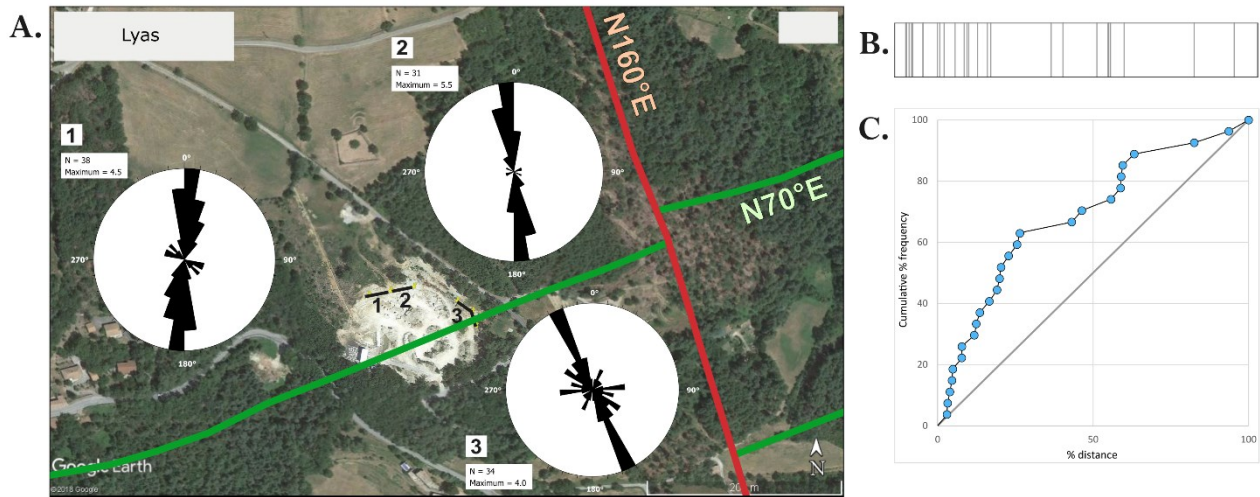 A.
Lyas
N160°E
2
N = 31
Maximum = 5.5
0°
270°
90°
180°
N70°E
1
N = 38
Maximum = 4.5
0°
270°
90°
180°
1
2
3
0°
270°
90°
180°
3
N = 34
Maximum = 4.0
N
Google Earth
©2018 Google
B.
C.
Cumulative % frequency
100
80
60
40
20
0
0
50
100
% distance